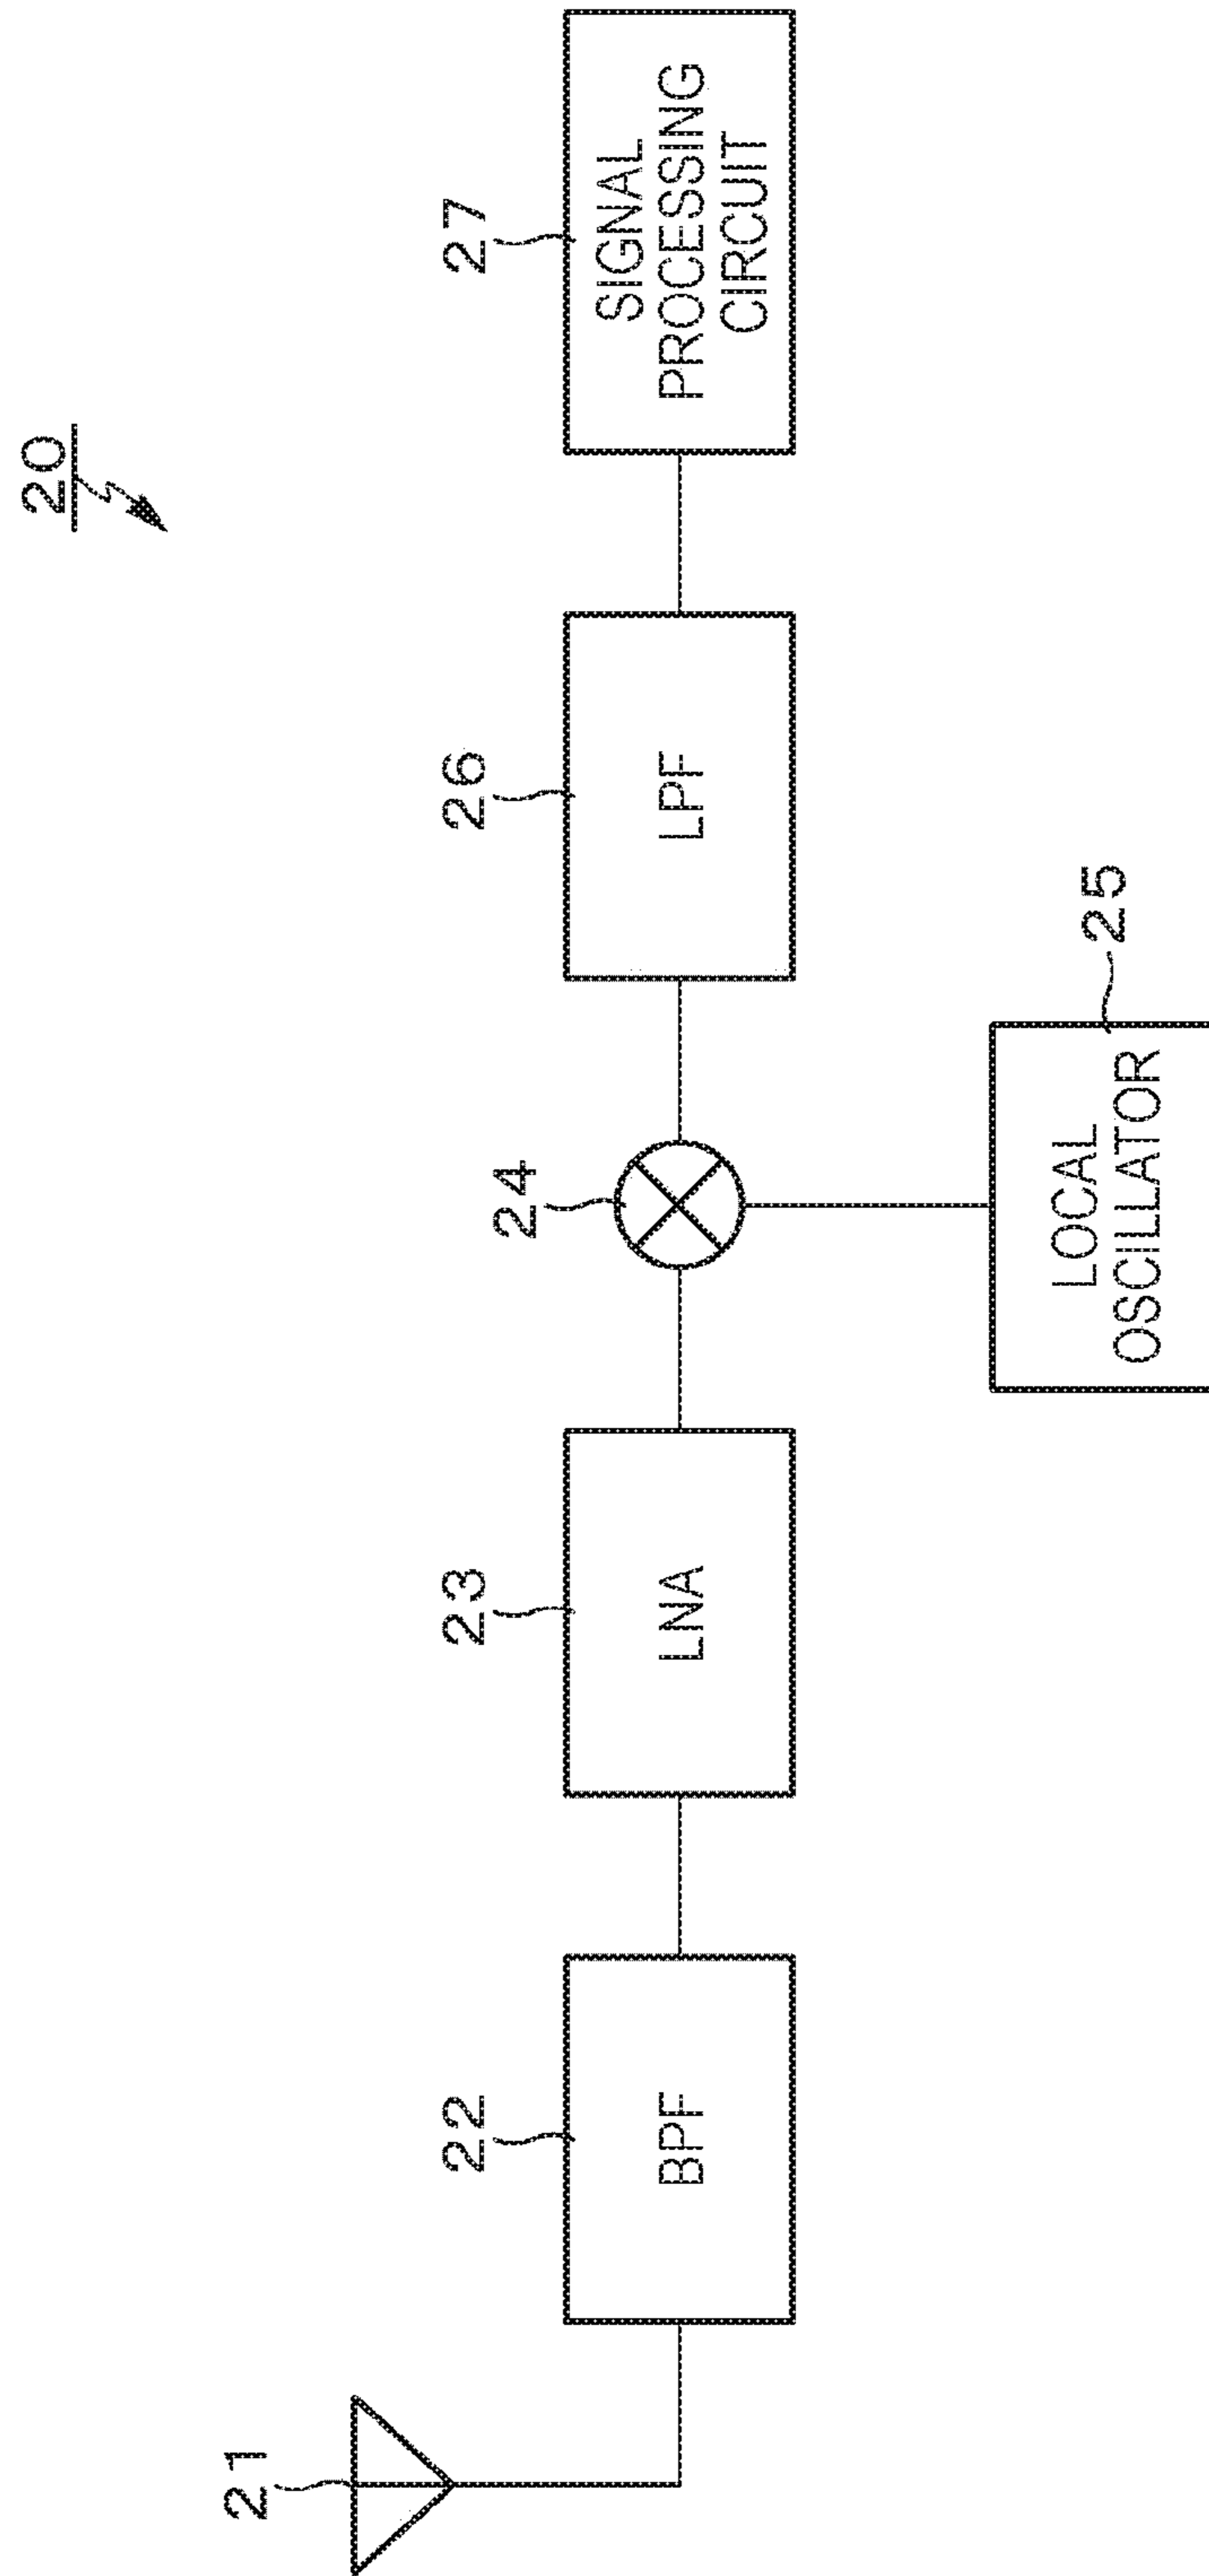 20
21
22
BPF
23
LNA
24
25
LOCAL
OSCILLATOR
26
LPF
27
SIGNAL
PROCESSING
CIRCUIT